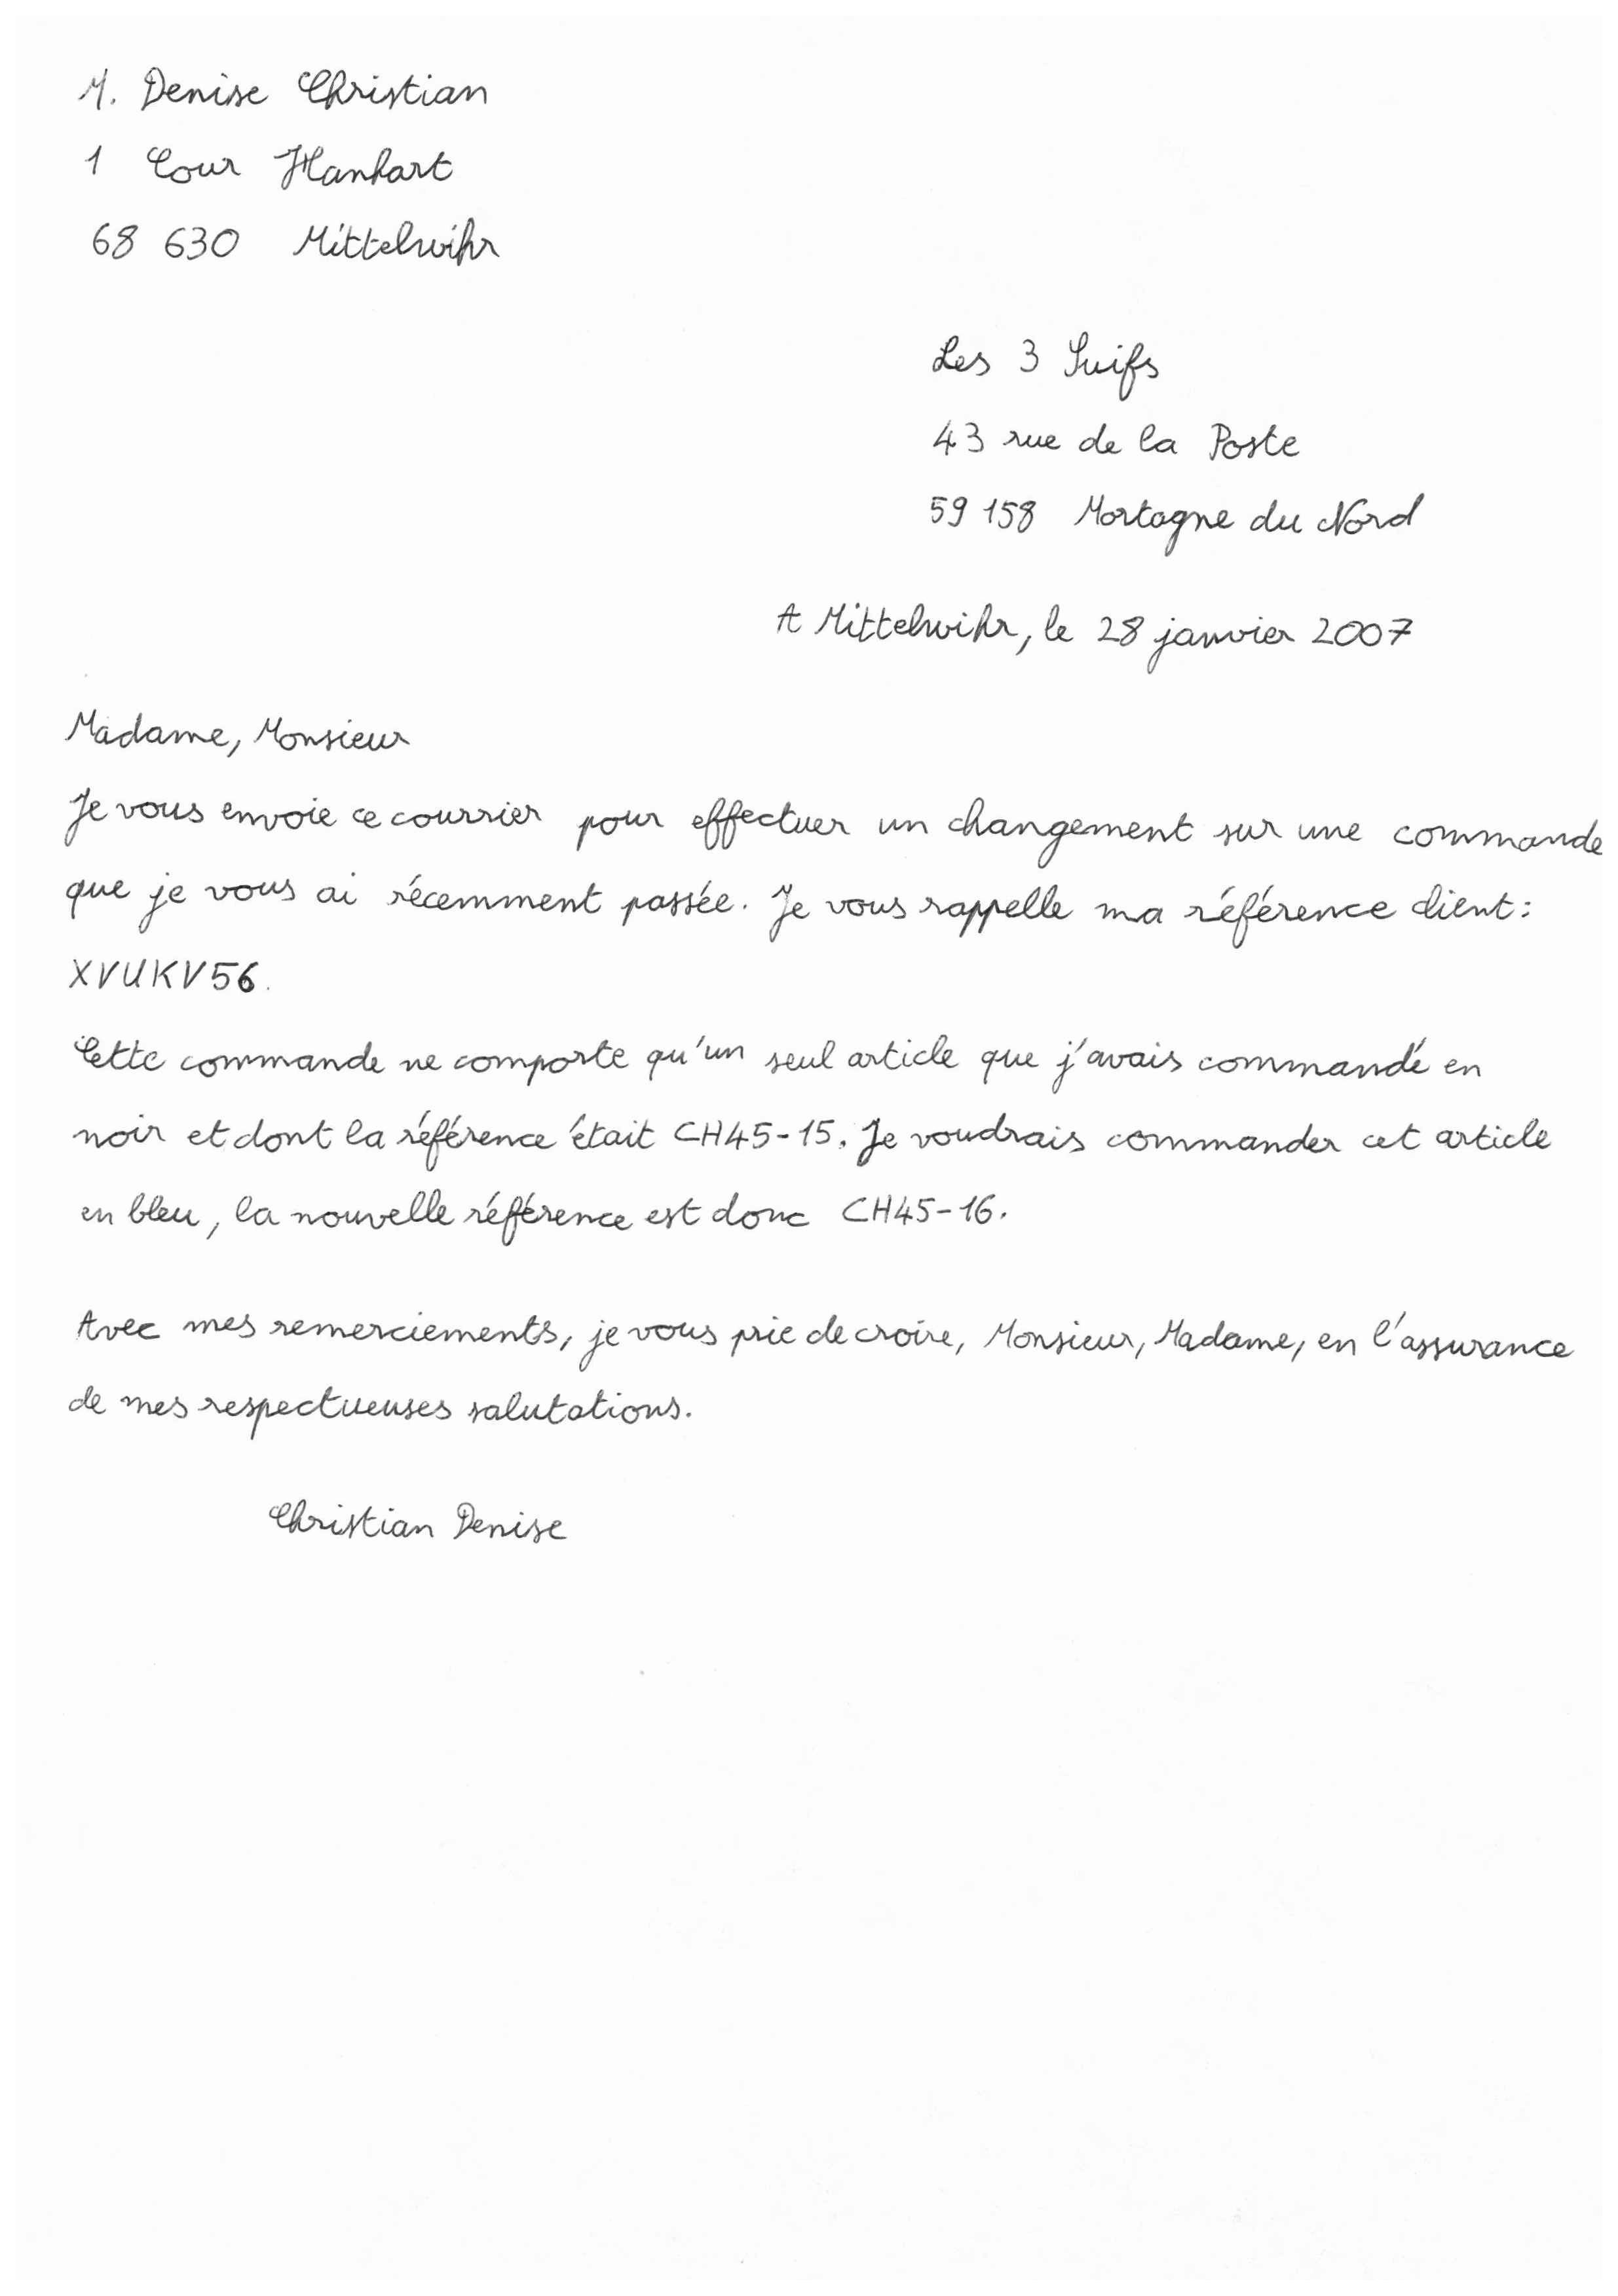 M. Denise Christian
1 Cour Hanhart
68 630 Mittelwihr
Les 3 Suifs
43 rue de la Poste
59 158 Mortagne du Nord
A Mittelwihr, le 28 janvier 2007
Madame, Monsieur
Je vous envoie ce courrier pour effectuer un changement sur une commande
que je vous ai récemment passée. Je vous rappelle ma référence client :
XVUKV56.
Cette commande ne comporte qu'un seul article que j'avais commandé en
noir et dont la référence était CH45-15. Je voudrais commander cet article
en bleu, la nouvelle référence est donc CH45-16.
Avec mes remerciements, je vous prie de croire, Monsieur, Madame, en l'assurance
de mes respectueuses salutations.
Christian Denise